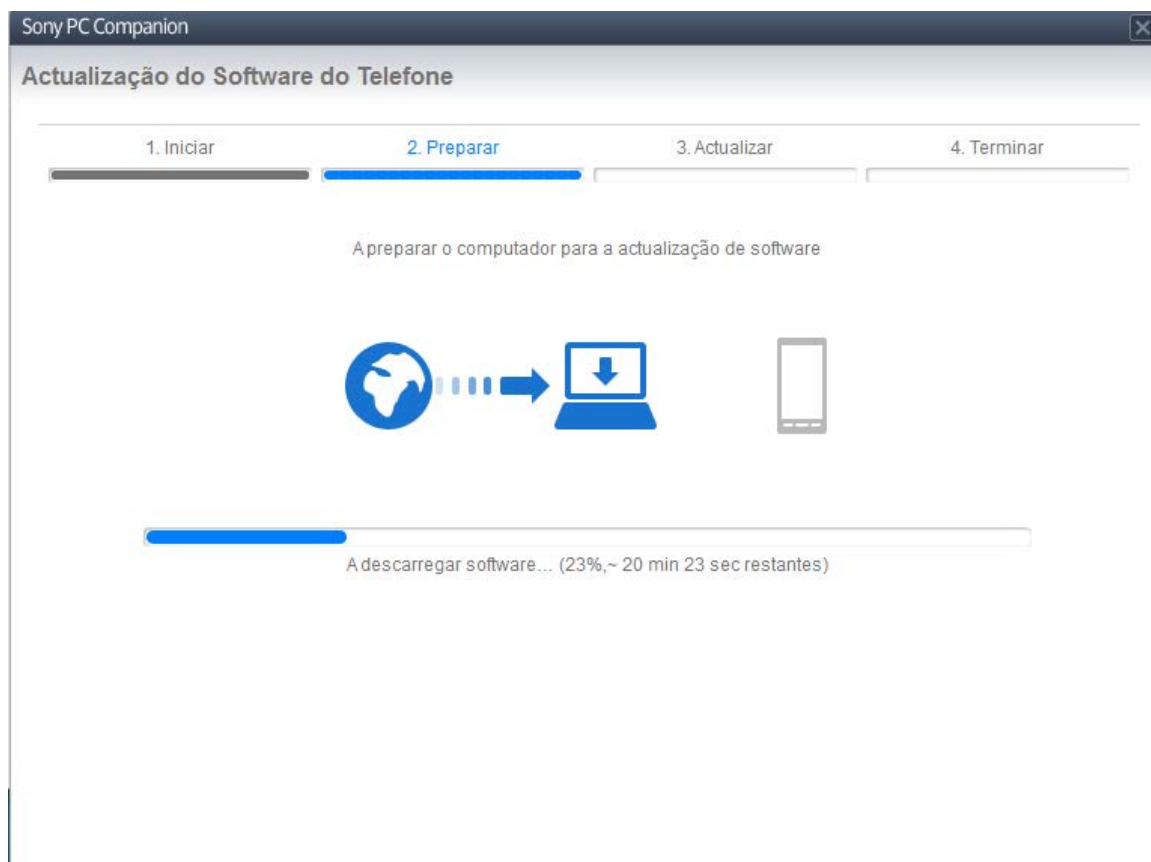 Sony PC Companion
Actualização do Software do Telefone
1. Iniciar
2. Preparar
3. Actualizar
4. Terminar
A preparar o computador para a actualização de software
A descarregar software... (23%,~ 20 min 23 sec restantes)